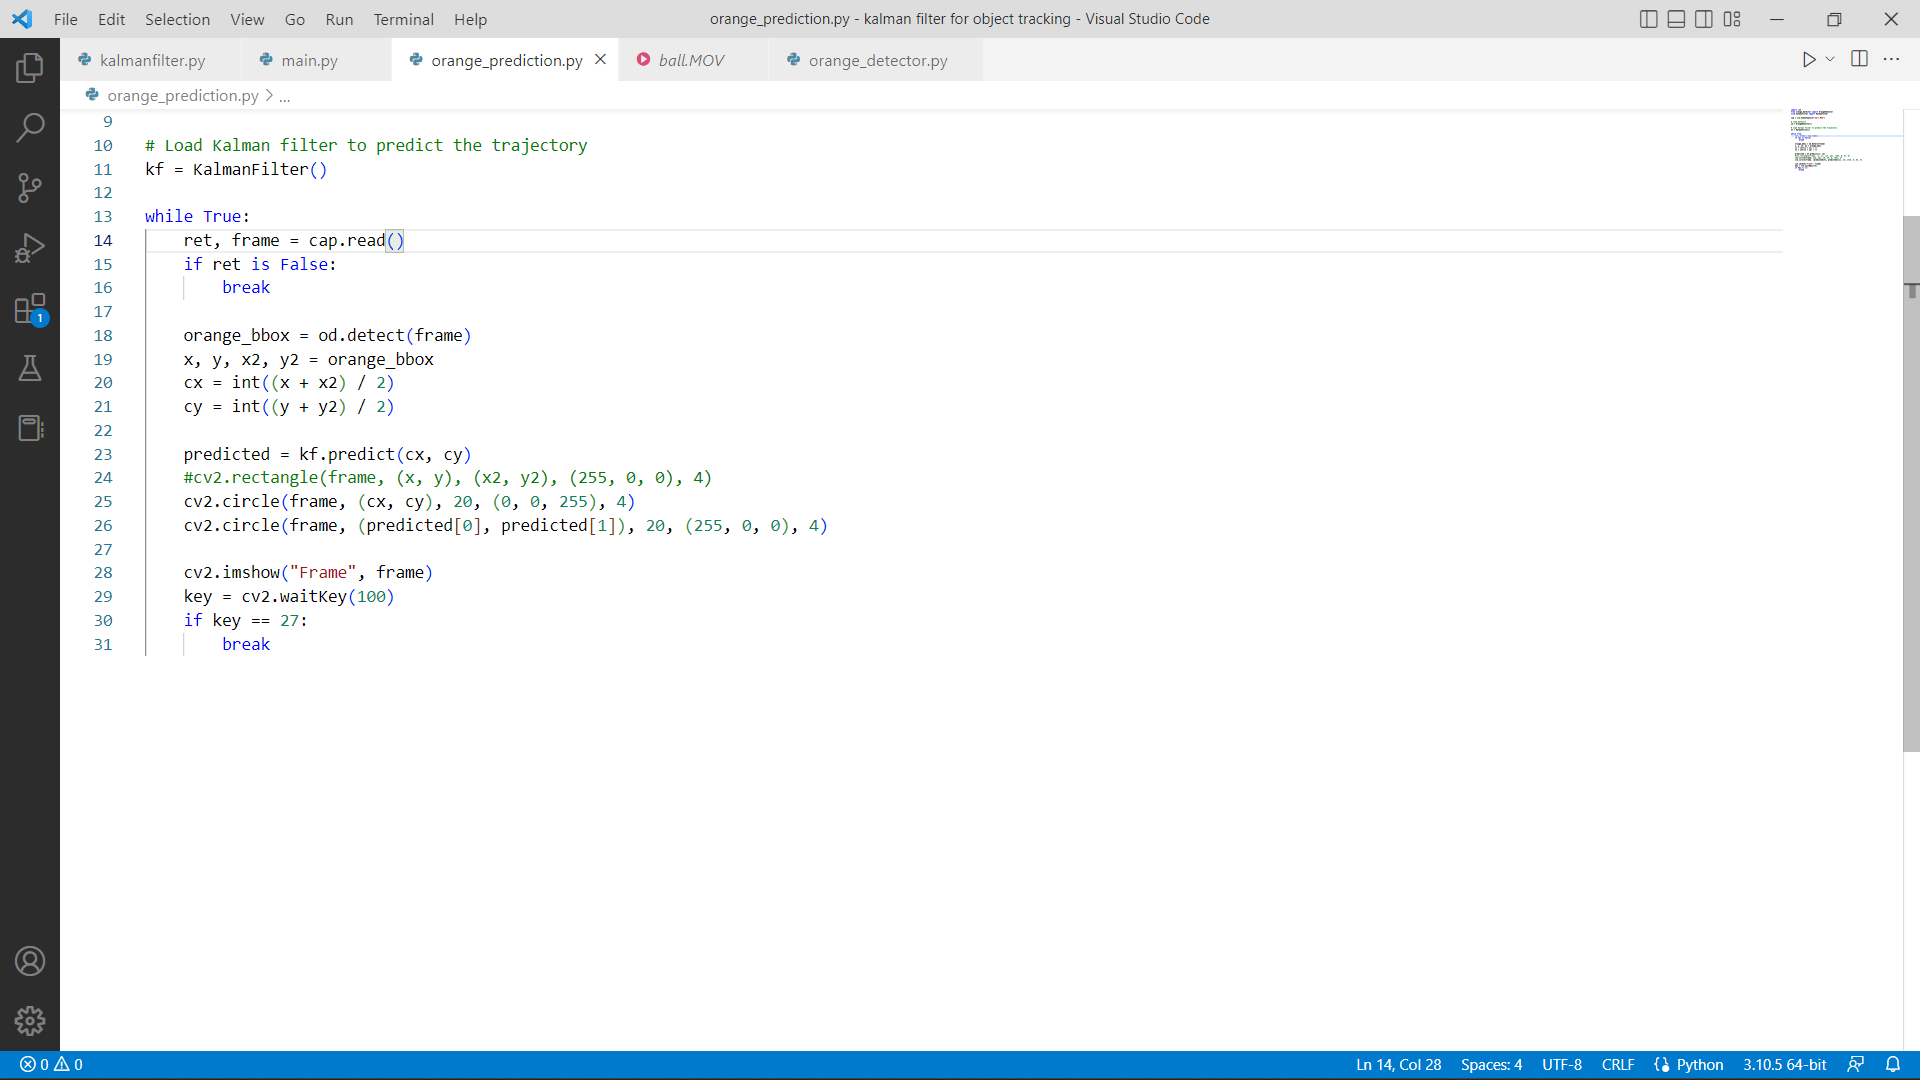 File Edit Selection View Go Run Terminal Help orange_prediction.py - kalman filter for object tracking - Visual Studio Code
kalmanfilter.py main.py orange_prediction.py ball.MOV orange_detector.py
orange_prediction.py > ...
9
10 # Load Kalman filter to predict the trajectory
11 kf = KalmanFilter()
12
13 while True:
14     ret, frame = cap.read()
15     if ret is False:
16         break
17
18     orange_bbox = od.detect(frame)
19     x, y, x2, y2 = orange_bbox
20     cx = int((x + x2) / 2)
21     cy = int((y + y2) / 2)
22
23     predicted = kf.predict(cx, cy)
24     #cv2.rectangle(frame, (x, y), (x2, y2), (255, 0, 0), 4)
25     cv2.circle(frame, (cx, cy), 20, (0, 0, 255), 4)
26     cv2.circle(frame, (predicted[0], predicted[1]), 20, (255, 0, 0), 4)
27
28     cv2.imshow("Frame", frame)
29     key = cv2.waitKey(100)
30     if key == 27:
31         break
1
0 0 Ln 14, Col 28 Spaces: 4 UTF-8 CRLF Python 3.10.5 64-bit